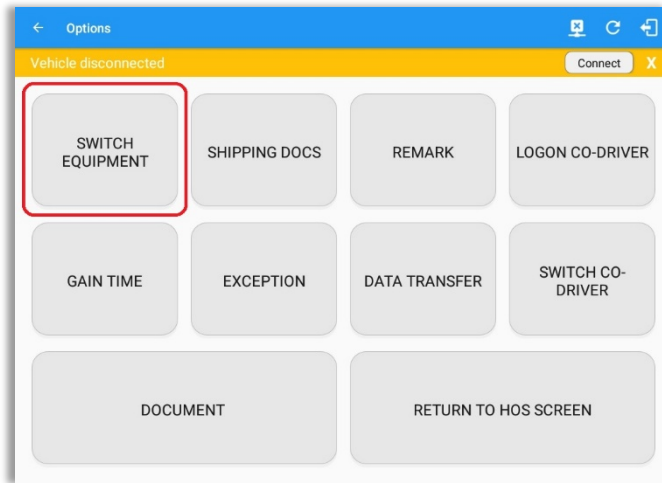 Options
Vehicle disconnected
Connect X
SWITCH
EQUIPMENT
SHIPPING DOCS
REMARK
LOGON CO-DRIVER
GAIN TIME
EXCEPTION
DATA TRANSFER
SWITCH CO-
DRIVER
DOCUMENT
RETURN TO HOS SCREEN